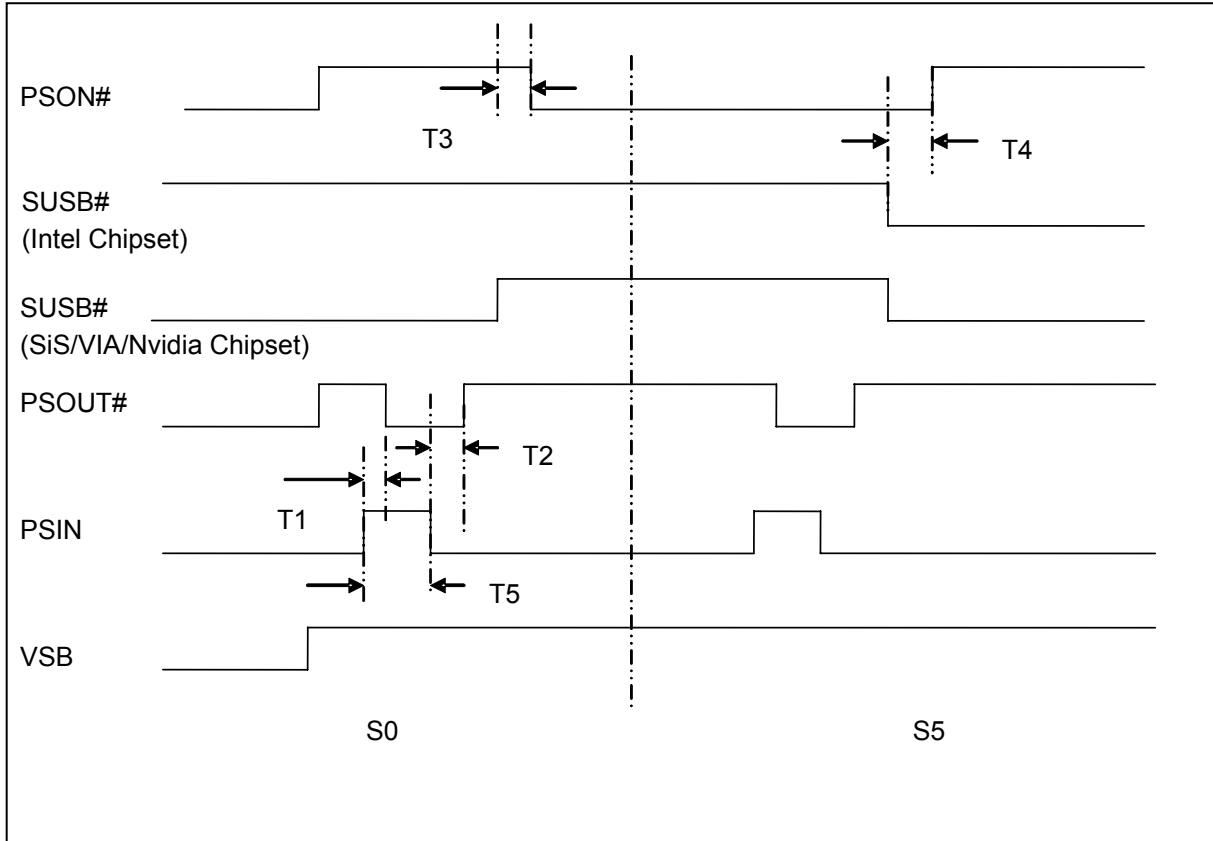 PSON#
T3
T4
SUSB#
(Intel Chipset)
SUSB#
(SiS/VIA/Nvidia Chipset)
PSOUT#
T2
T1
PSIN
T5
VSB
S0
S5